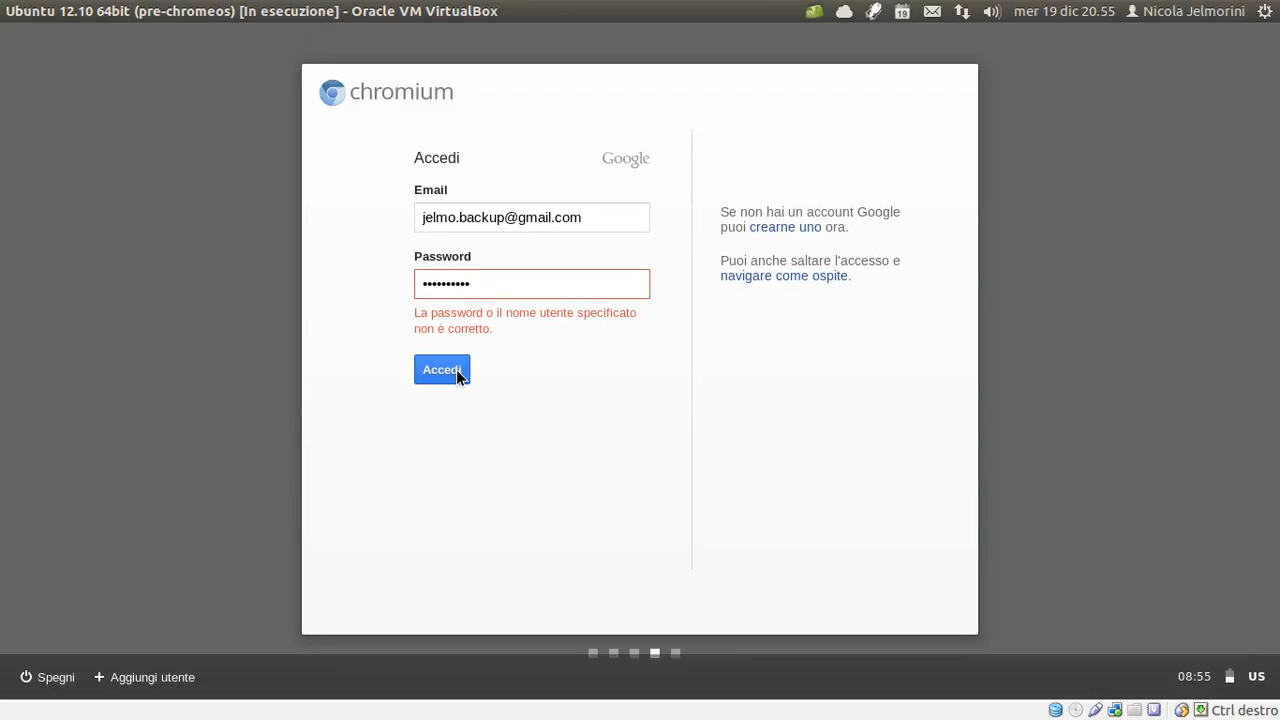 Ubuntu 12.10 64bit (pre-chromeos) [In esecuzione] - Oracle VM VirtualBox
19
mer 19 dic 20.55
Nicola Jelmorini
chromium
Accedi
Google
Email
jelmo.backup@gmail.com
Password
••••••••••
La password o il nome utente specificato
non è corretto.
Accedi
Se non hai un account Google
puoi crearne uno ora.
Puoi anche saltare l'accesso e
navigare come ospite.
Spegni
+ Aggiungi utente
08:55
US
Ctrl destro